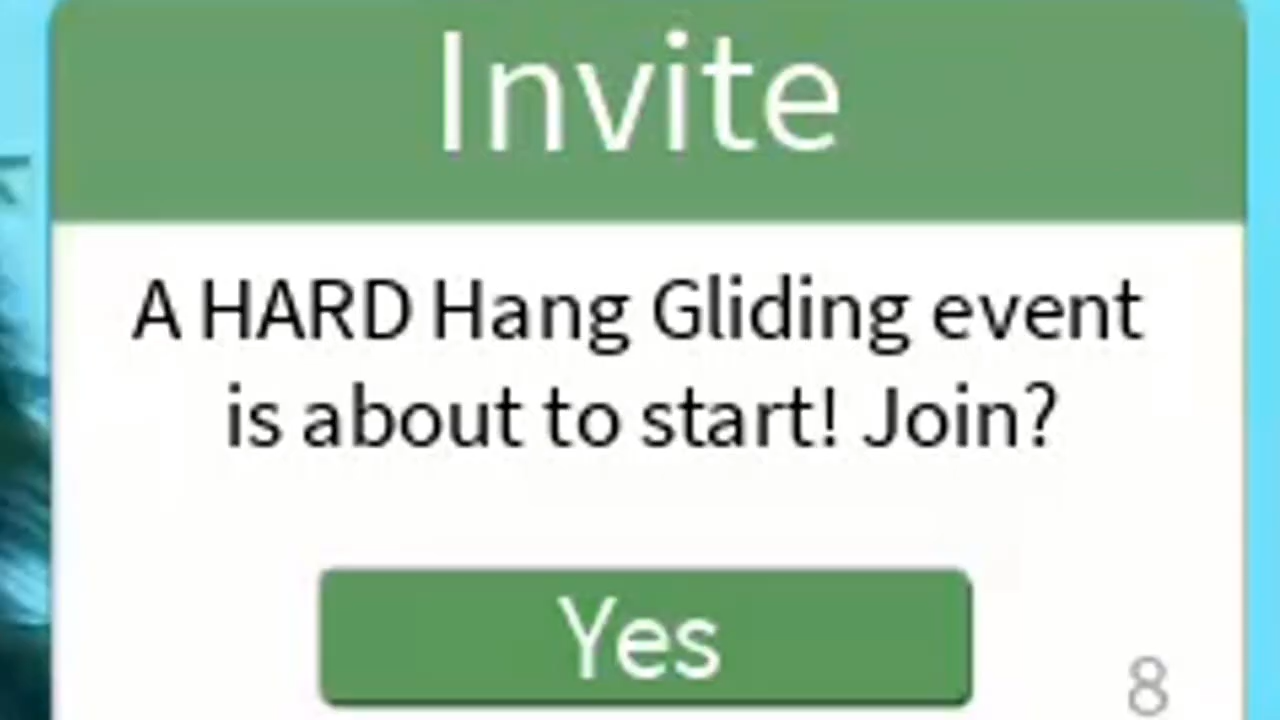 Invite
A HARD Hang Gliding event
is about to start! Join?
Yes
8